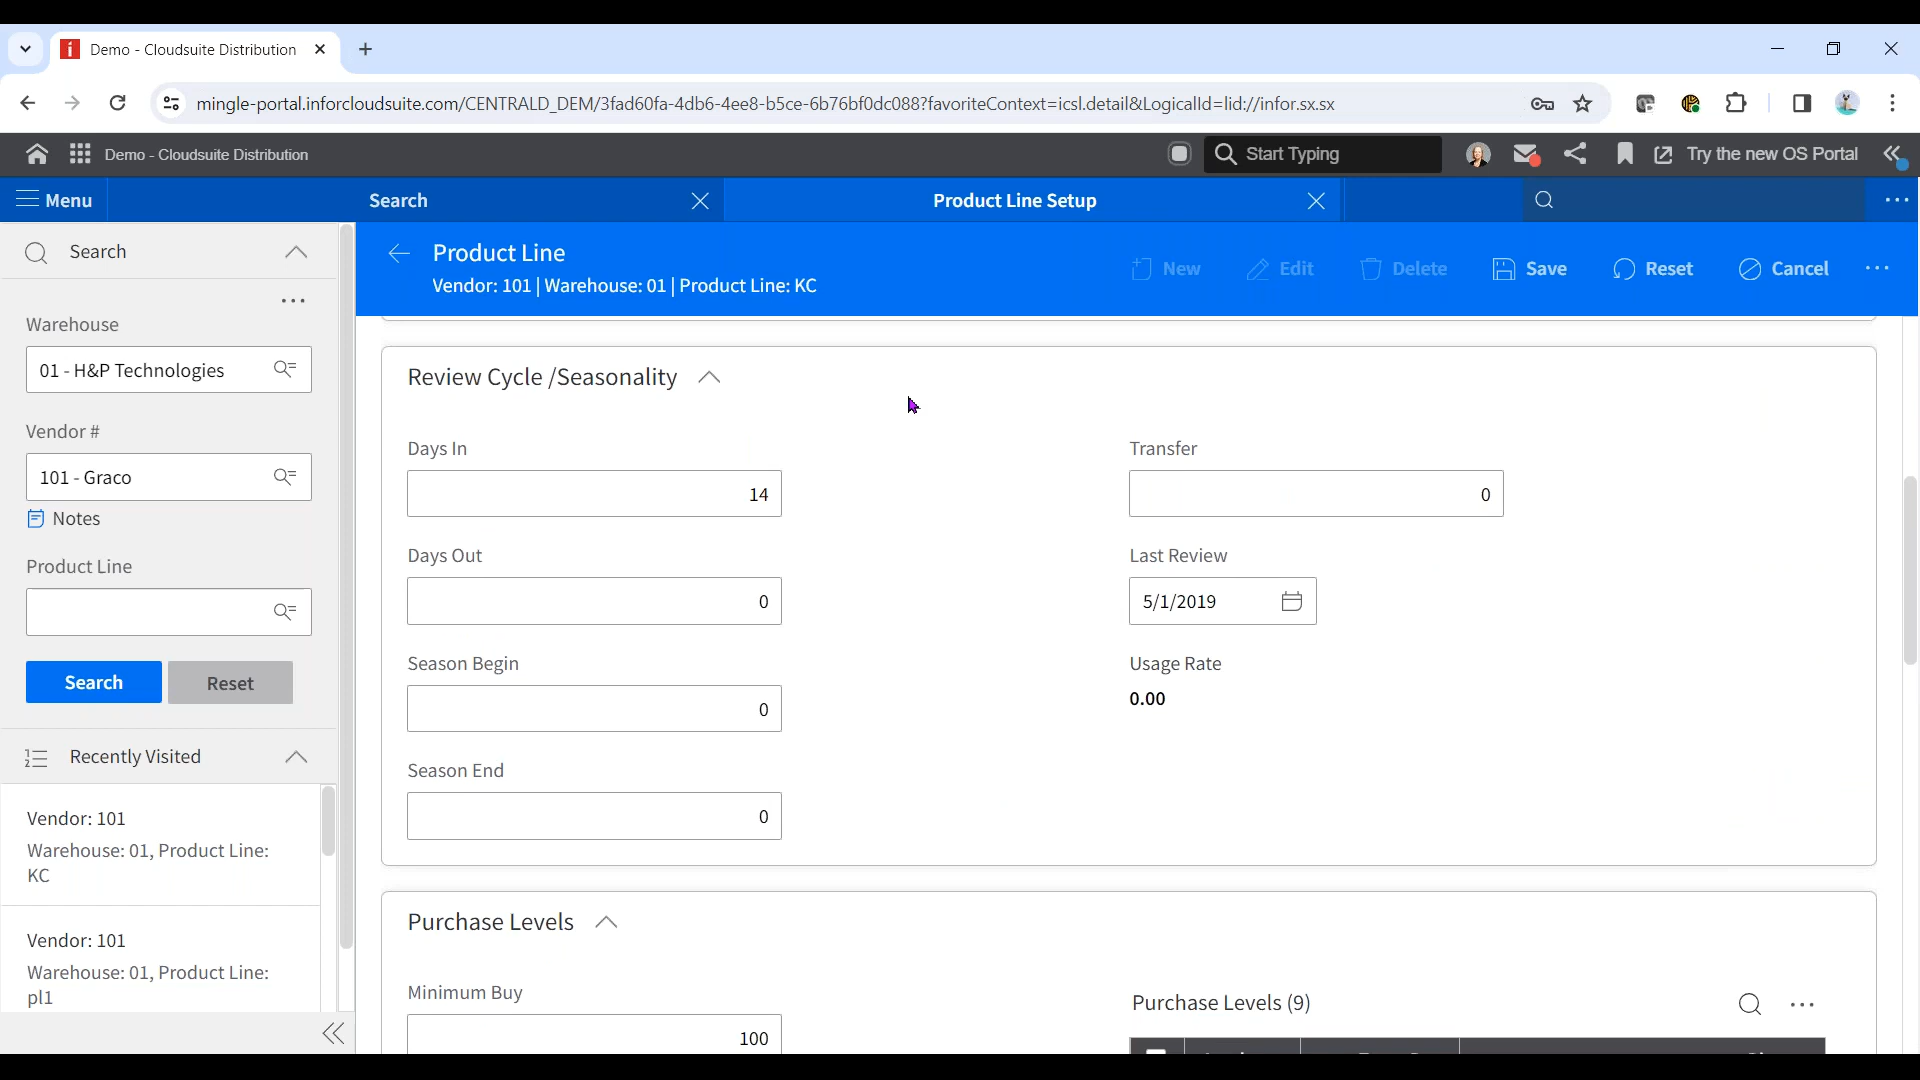 Demo - Cloudsuite Distribution
mingle-portal.inforcloudsuite.com/CENTRALD_DEM/3fad60fa-4db6-4ee8-b5ce-6b76bf0dc088?favoriteContext=icsl.detail&LogicalId=lid://infor.sx.sx
Demo - Cloudsuite Distribution
Start Typing
Try the new OS Portal
Menu
Search
Product Line Setup
Search
Warehouse
01 - H&P Technologies
Vendor #
101 - Graco
Notes
Product Line
Search
Reset
Recently Visited
Vendor: 101
Warehouse: 01, Product Line:
KC
Vendor: 101
Warehouse: 01, Product Line:
pl1
Product Line
Vendor: 101 | Warehouse: 01 | Product Line: KC
New
Edit
Delete
Save
Reset
Cancel
Review Cycle /Seasonality
Days In
14
Days Out
0
Season Begin
0
Season End
0
Transfer
0
Last Review
5/1/2019
Usage Rate
0.00
Purchase Levels
Minimum Buy
100
Purchase Levels (9)